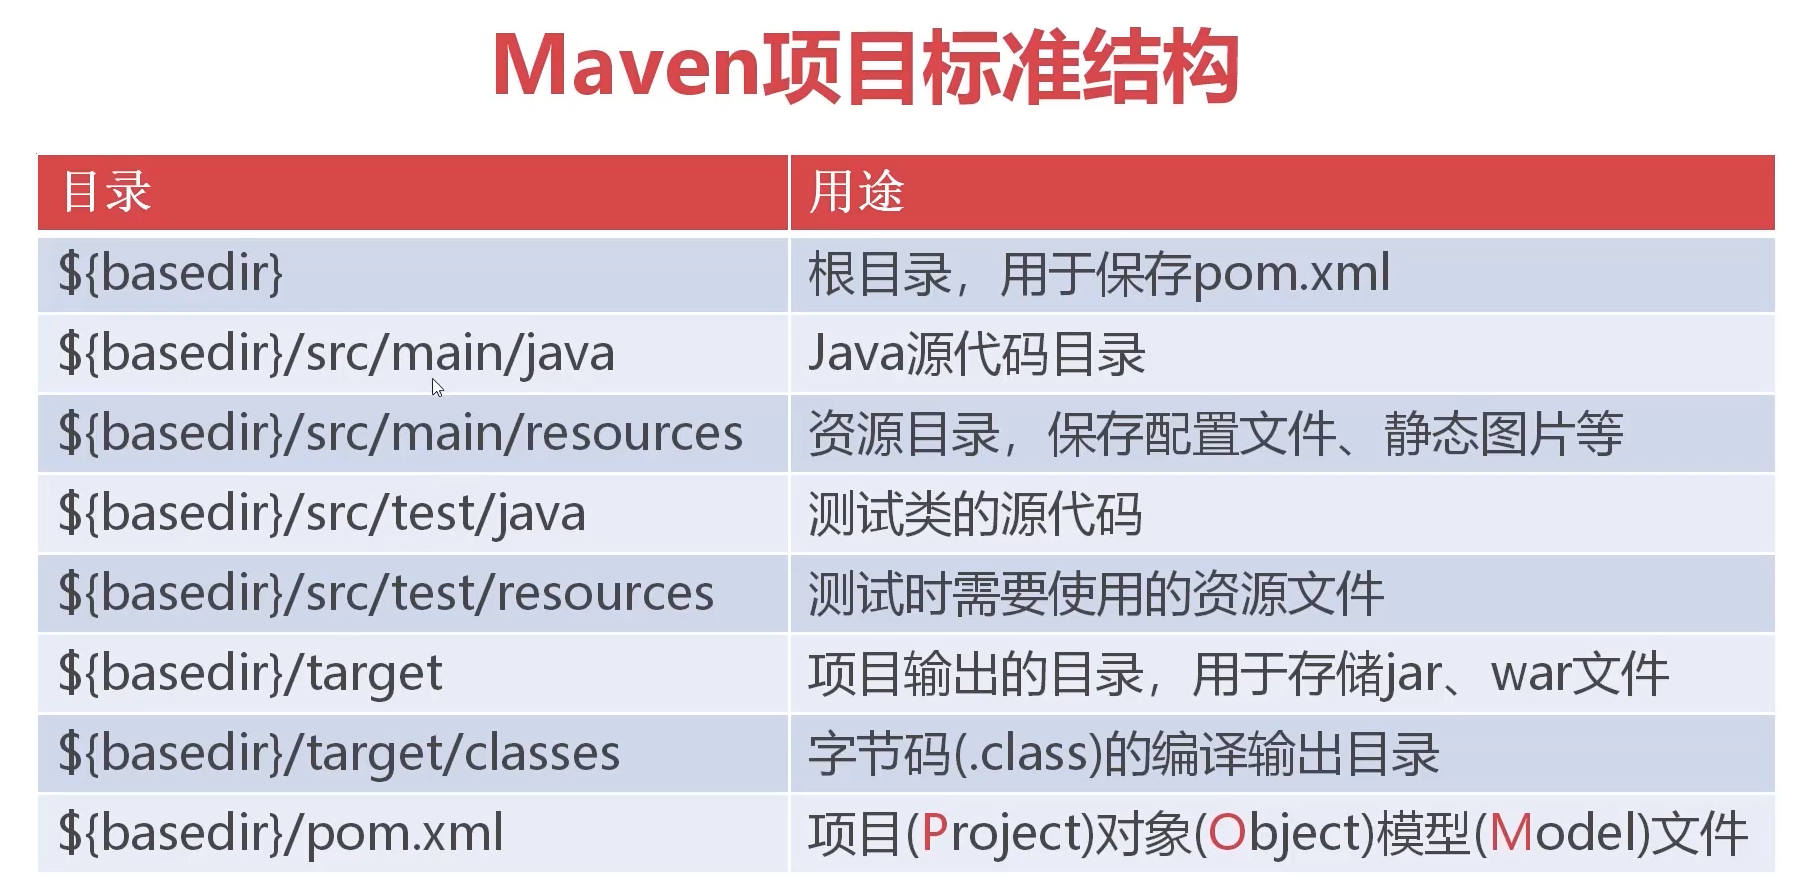 Maven项目标准结构
目录 用途
${basedir} 根目录，用于保存pom.xml
${basedir}/src/main/java Java源代码目录
${basedir}/src/main/resources 资源目录，保存配置文件、静态图片等
${basedir}/src/test/java 测试类的源代码
${basedir}/src/test/resources 测试时需要使用的资源文件
${basedir}/target 项目输出的目录，用于存储jar、war文件
${basedir}/target/classes 字节码(.class)的编译输出目录
${basedir}/pom.xml 项目(Project)对象(Object)模型(Model)文件